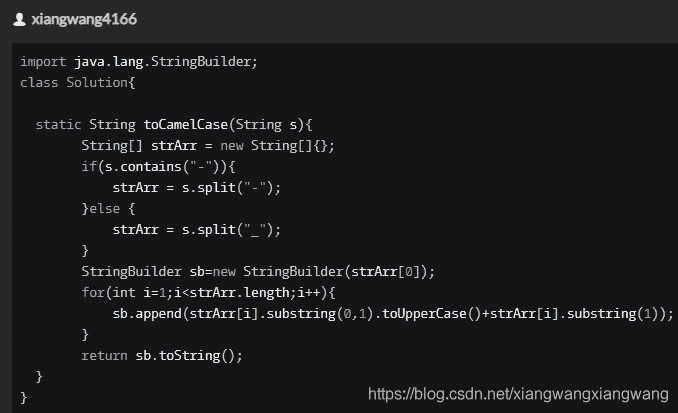 xiangwang4166
import java.lang.StringBuilder;
class Solution{
static String toCamelCase(String s){
String[] strArr = new String[]{};
if(s.contains("-")){
strArr = s.split("-");
}else {
strArr = s.split("_");
}
StringBuilder sb=new StringBuilder(strArr[0]);
for(int i=1;i<strArr.length;i++){
sb.append(strArr[i].substring(0,1).toUpperCase()+strArr[i].substring(1));
}
return sb.toString();
}
}
https://blog.csdn.net/xiangwangxiangwang